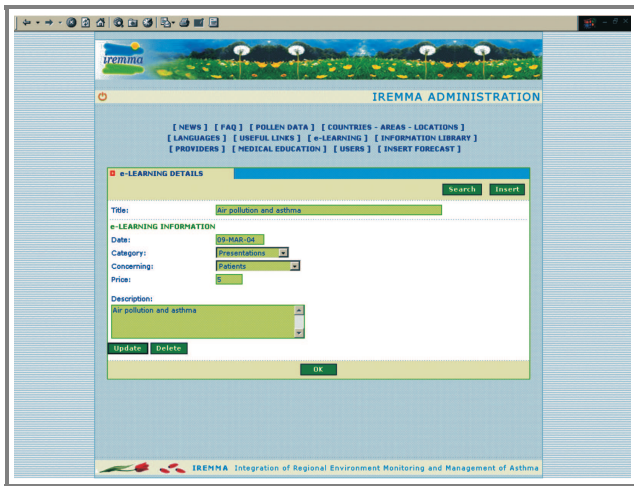 iremma
IREMMA ADMINISTRATION
[ NEWS ] [ FAQ ] [ POLLEN DATA ] [ COUNTRIES - AREAS - LOCATIONS ]
[ LANGUAGES ] [ USEFUL LINKS ] [ e-LEARNING ] [ INFORMATION LIBRARY ]
[ PROVIDERS ] [ MEDICAL EDUCATION ] [ USERS ] [ INSERT FORECAST ]
e-LEARNING DETAILS
Search Insert
Title: Air pollution and asthma
e-LEARNING INFORMATION
Date: 09-MAR-04
Category: Presentations
Concerning: Patients
Price: 5
Description:
Air pollution and asthma
Update Delete
OK
IREMMA Integration of Regional Environment Monitoring and Management of Asthma